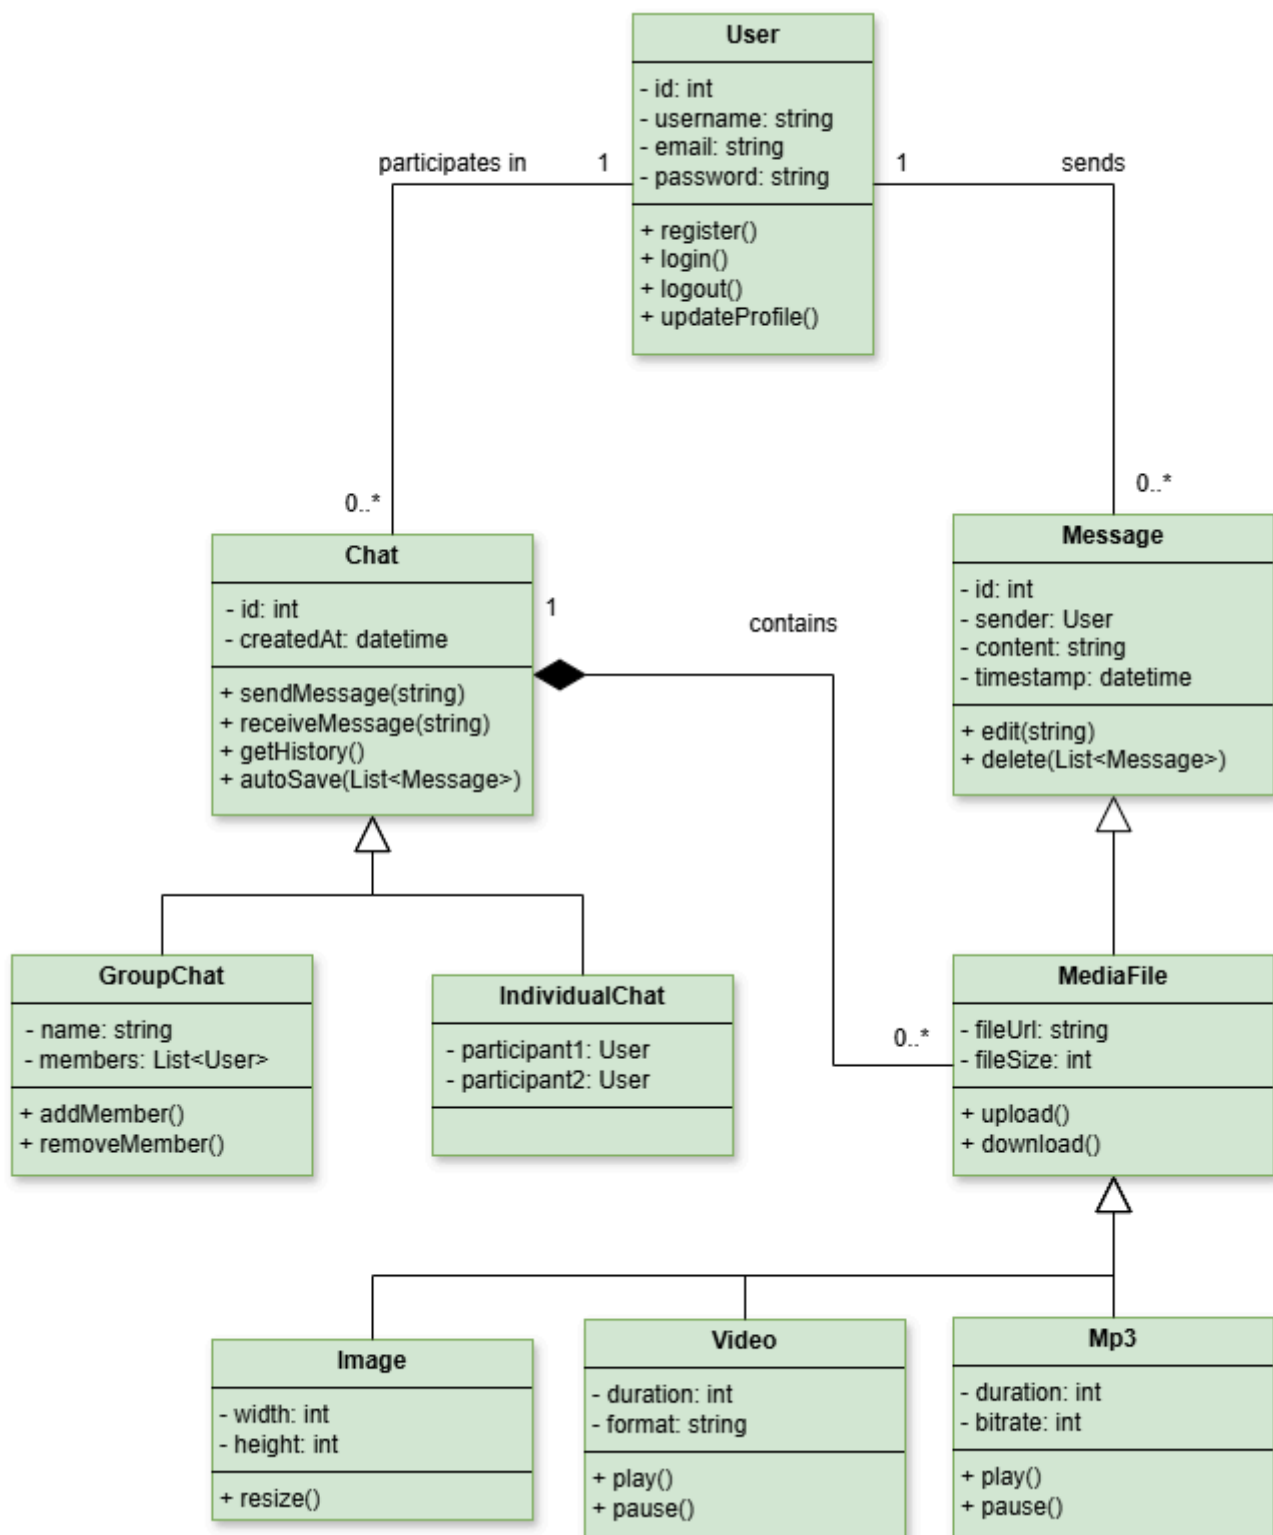 User
- id: int
- username: string
- email: string
- password: string
+ register()
+ login()
+ logout()
+ updateProfile()
participates in
1
1
sends
0..*
0..*
Chat
- id: int
- createdAt: datetime
+ sendMessage(string)
+ receiveMessage(string)
+ getHistory()
+ autoSave(List<Message>)
1
contains
Message
- id: int
- sender: User
- content: string
- timestamp: datetime
+ edit(string)
+ delete(List<Message>)
GroupChat
- name: string
- members: List<User>
+ addMember()
+ removeMember()
IndividualChat
- participant1: User
- participant2: User
0..*
MediaFile
- fileUrl: string
- fileSize: int
+ upload()
+ download()
Image
- width: int
- height: int
+ resize()
Video
- duration: int
- format: string
+ play()
+ pause()
Mp3
- duration: int
- bitrate: int
+ play()
+ pause()